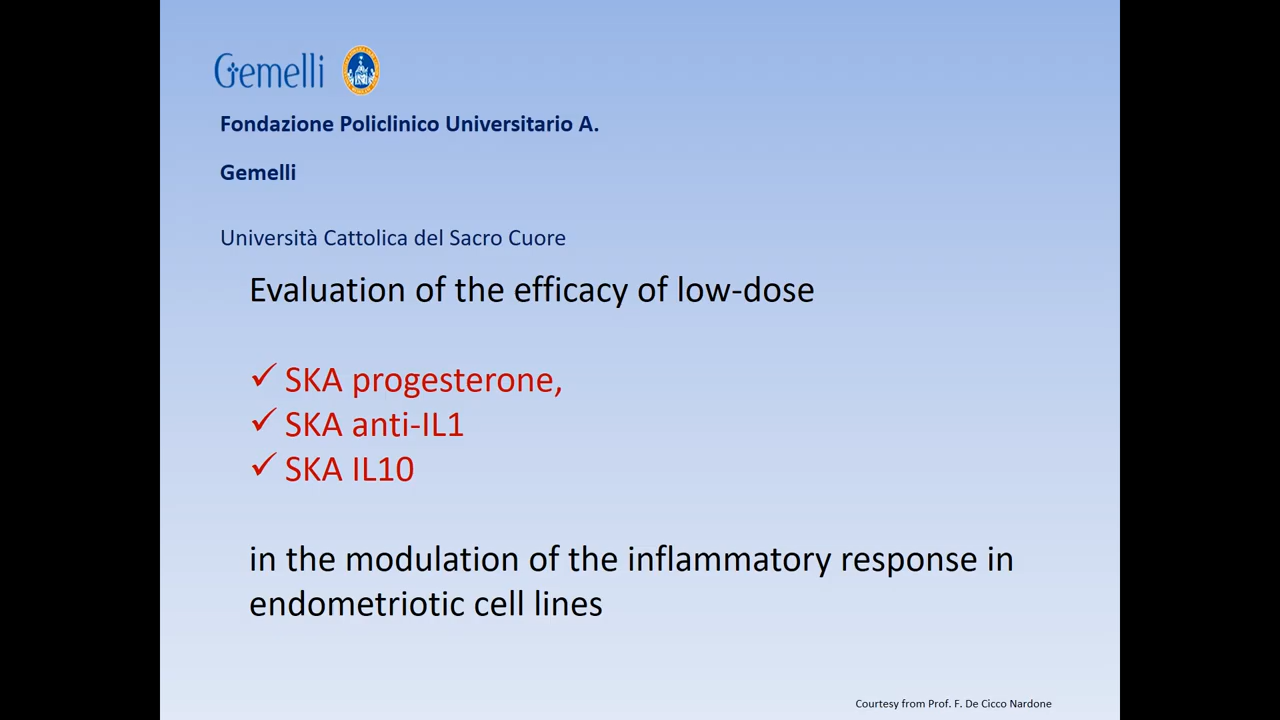 Gemelli
Fondazione Policlinico Universitario A.
Gemelli
Università Cattolica del Sacro Cuore
Evaluation of the efficacy of low-dose
✓ SKA progesterone,
✓ SKA anti-IL1
✓ SKA IL10
in the modulation of the inflammatory response in
endometriotic cell lines
Courtesy from Prof. F. De Cicco Nardone